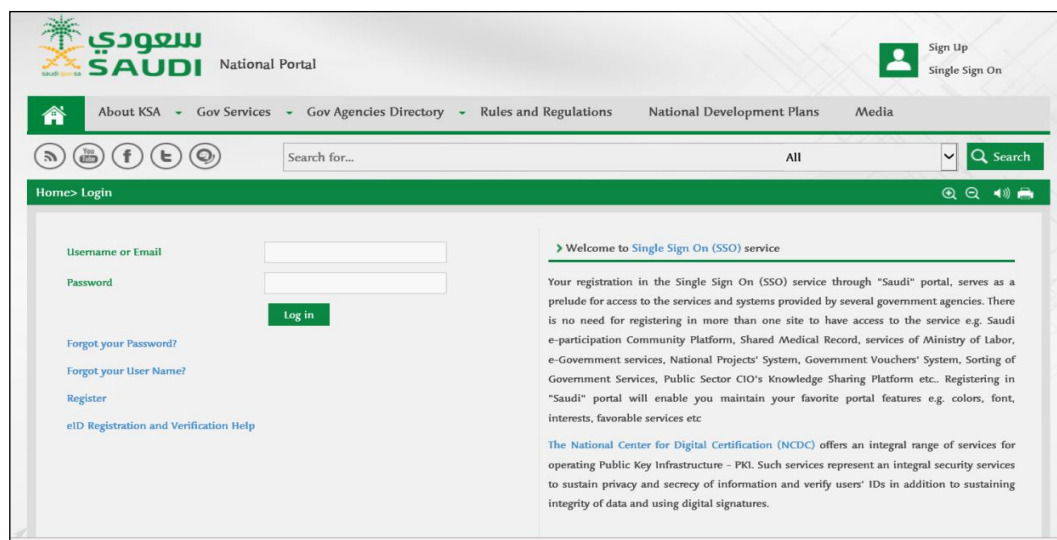 سعودي
SAUDI
National Portal
Sign Up
Single Sign On
About KSA
Gov Services
Gov Agencies Directory
Rules and Regulations
National Development Plans
Media
You
Tube
Search for...
All
Search
Home> Login
Username or Email
Password
Log in
Forgot your Password?
Forgot your User Name?
Register
eID Registration and Verification Help
Welcome to Single Sign On (SSO) service
Your registration in the Single Sign On (SSO) service through "Saudi" portal, serves as a
prelude for access to the services and systems provided by several government agencies. There
is no need for registering in more than one site to have access to the service e.g. Saudi
e-participation Community Platform, Shared Medical Record, services of Ministry of Labor,
e-Government services, National Projects' System, Government Vouchers' System, Sorting of
Government Services, Public Sector CIO's Knowledge Sharing Platform etc.. Registering in
"Saudi" portal will enable you maintain your favorite portal features e.g. colors, font,
interests, favorable services etc
The National Center for Digital Certification (NCDC) offers an integral range of services for
operating Public Key Infrastructure - PKI. Such services represent an integral security services
to sustain privacy and secrecy of information and verify users' IDs in addition to sustaining
integrity of data and using digital signatures.